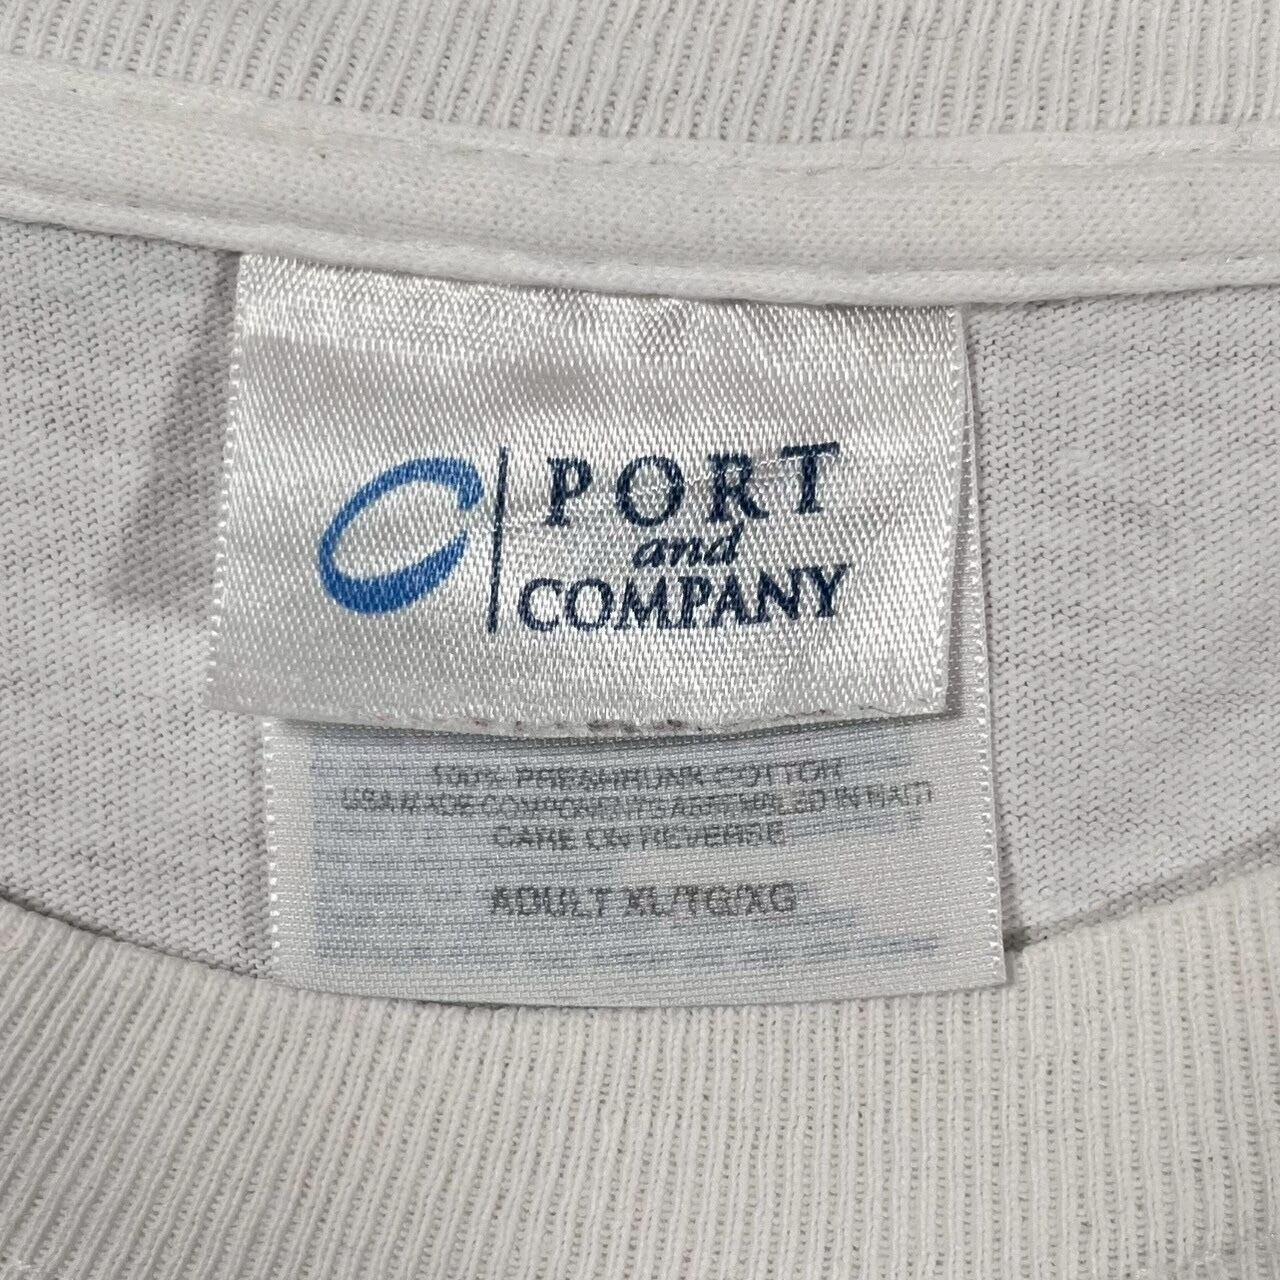 PORT
and
COMPANY
100% PRESHRUNK COTTON
USA MADE COMPONENTS ASSEMBLED IN HAITI
CARE ON REVERSE
ADULT XL/TG/XG